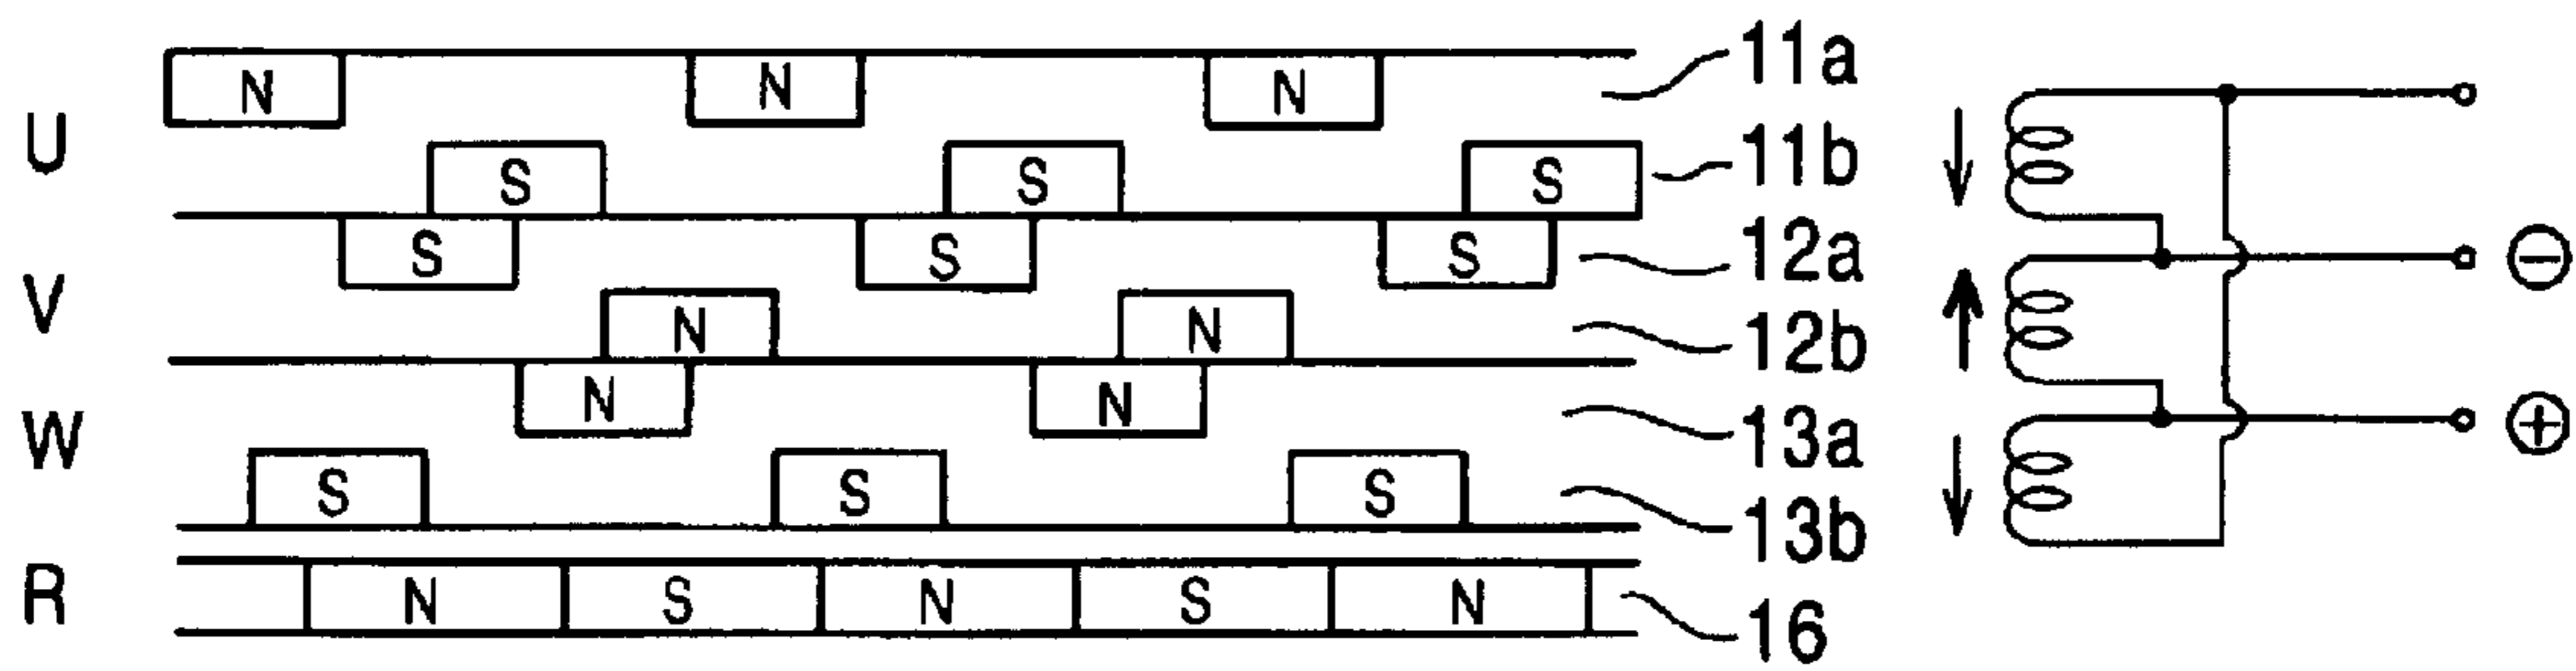 N N N 11a
U
S S S 11b
S S S 12a
V
N N 12b
N N 13a
W
S S S 13b
R N S N S N 16
⊖
⊕